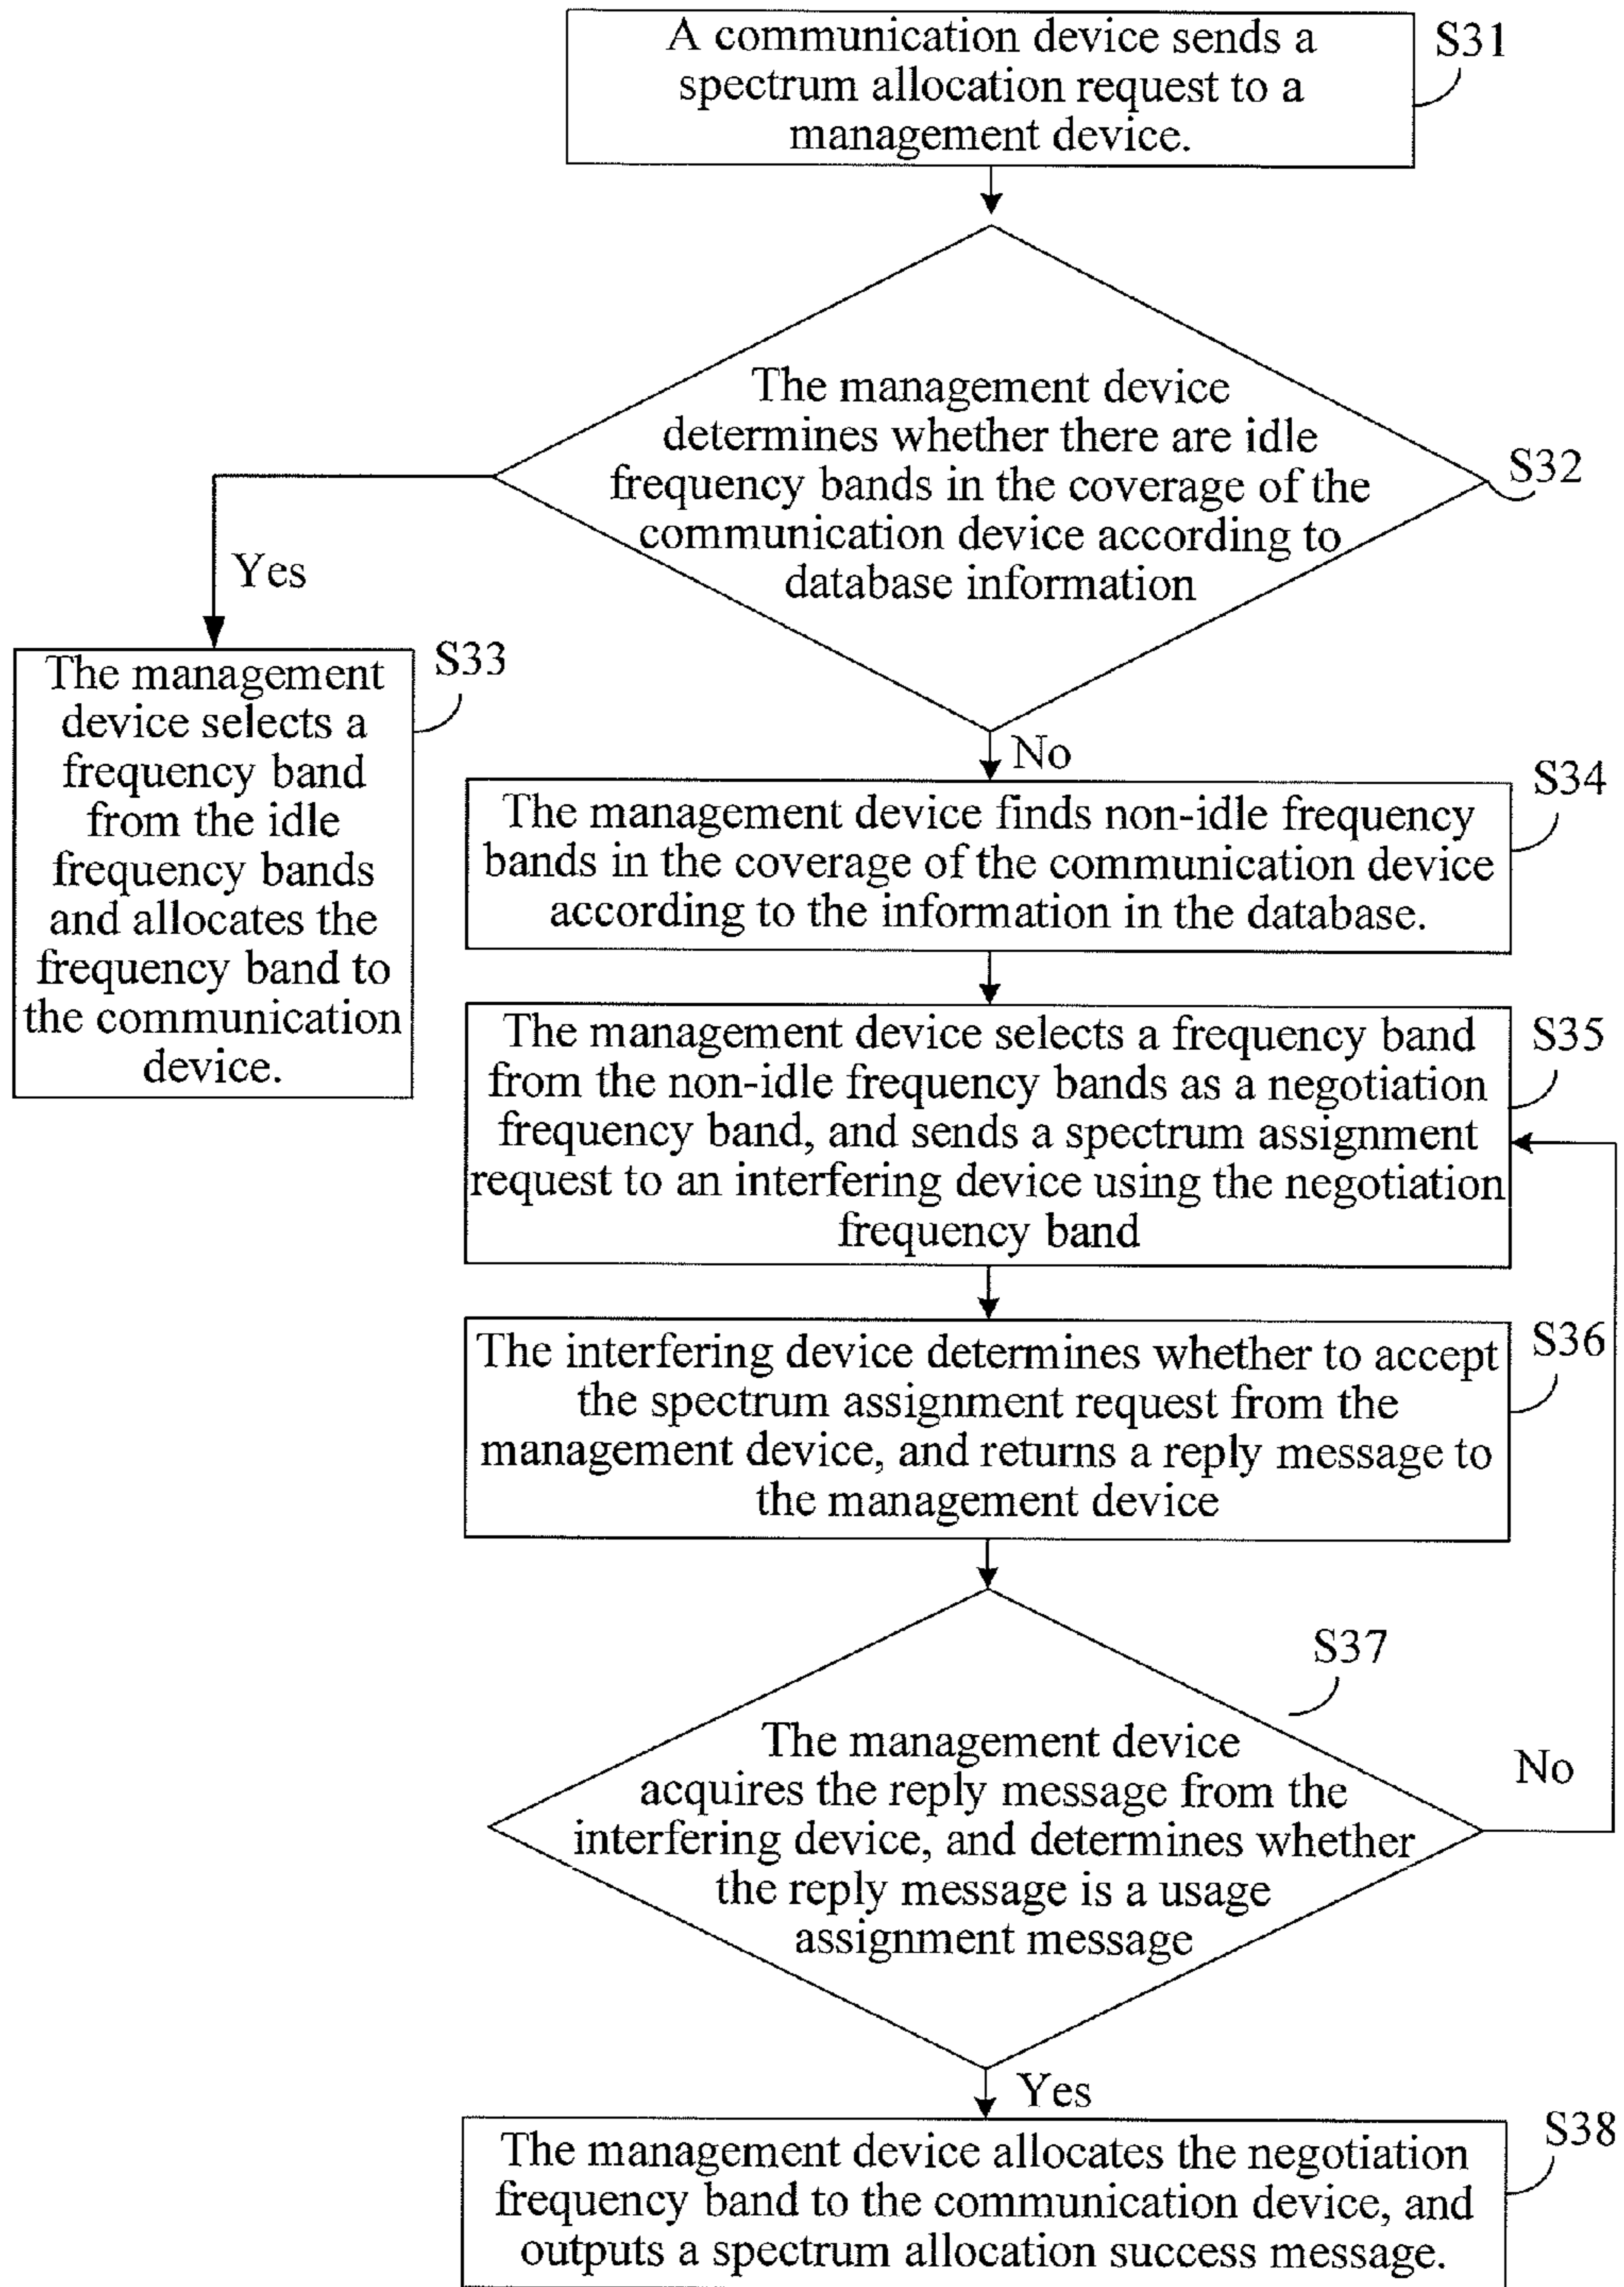 A communication device sends a
spectrum allocation request to a
management device.
S31
The management device
determines whether there are idle
frequency bands in the coverage of the
communication device according to
database information
S32
Yes
The management
device selects a
frequency band
from the idle
frequency bands
and allocates the
frequency band to
the communication
device.
S33
No
The management device finds non-idle frequency
bands in the coverage of the communication device
according to the information in the database.
S34
The management device selects a frequency band
from the non-idle frequency bands as a negotiation
frequency band, and sends a spectrum assignment
request to an interfering device using the negotiation
frequency band
S35
The interfering device determines whether to accept
the spectrum assignment request from the
management device, and returns a reply message to
the management device
S36
S37
The management device
acquires the reply message from the
interfering device, and determines whether
the reply message is a usage
assignment message
No
Yes
The management device allocates the negotiation
frequency band to the communication device, and
outputs a spectrum allocation success message.
S38